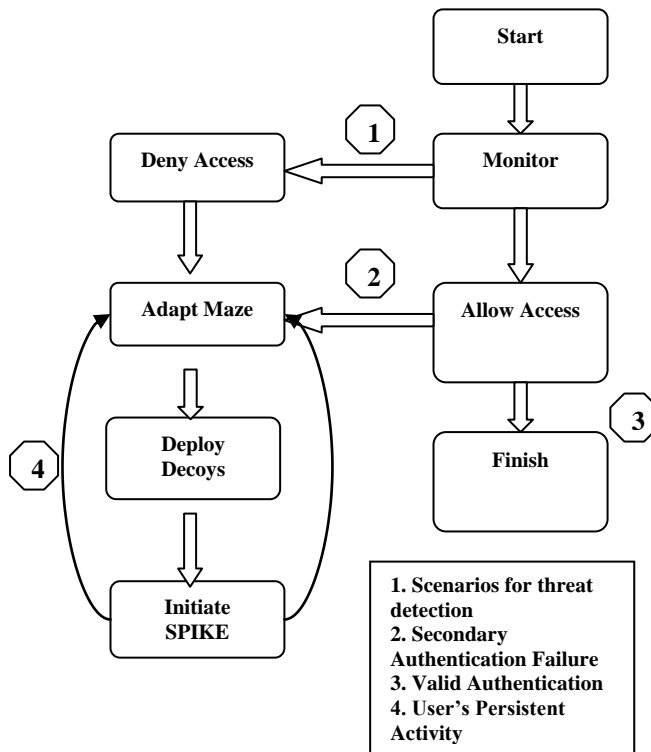 Start
1
Deny Access
Monitor
2
Adapt Maze
Allow Access
3
4
Deploy
Decoys
Finish
Initiate
SPIKE
1. Scenarios for threat
detection
2. Secondary
Authentication Failure
3. Valid Authentication
4. User's Persistent
Activity